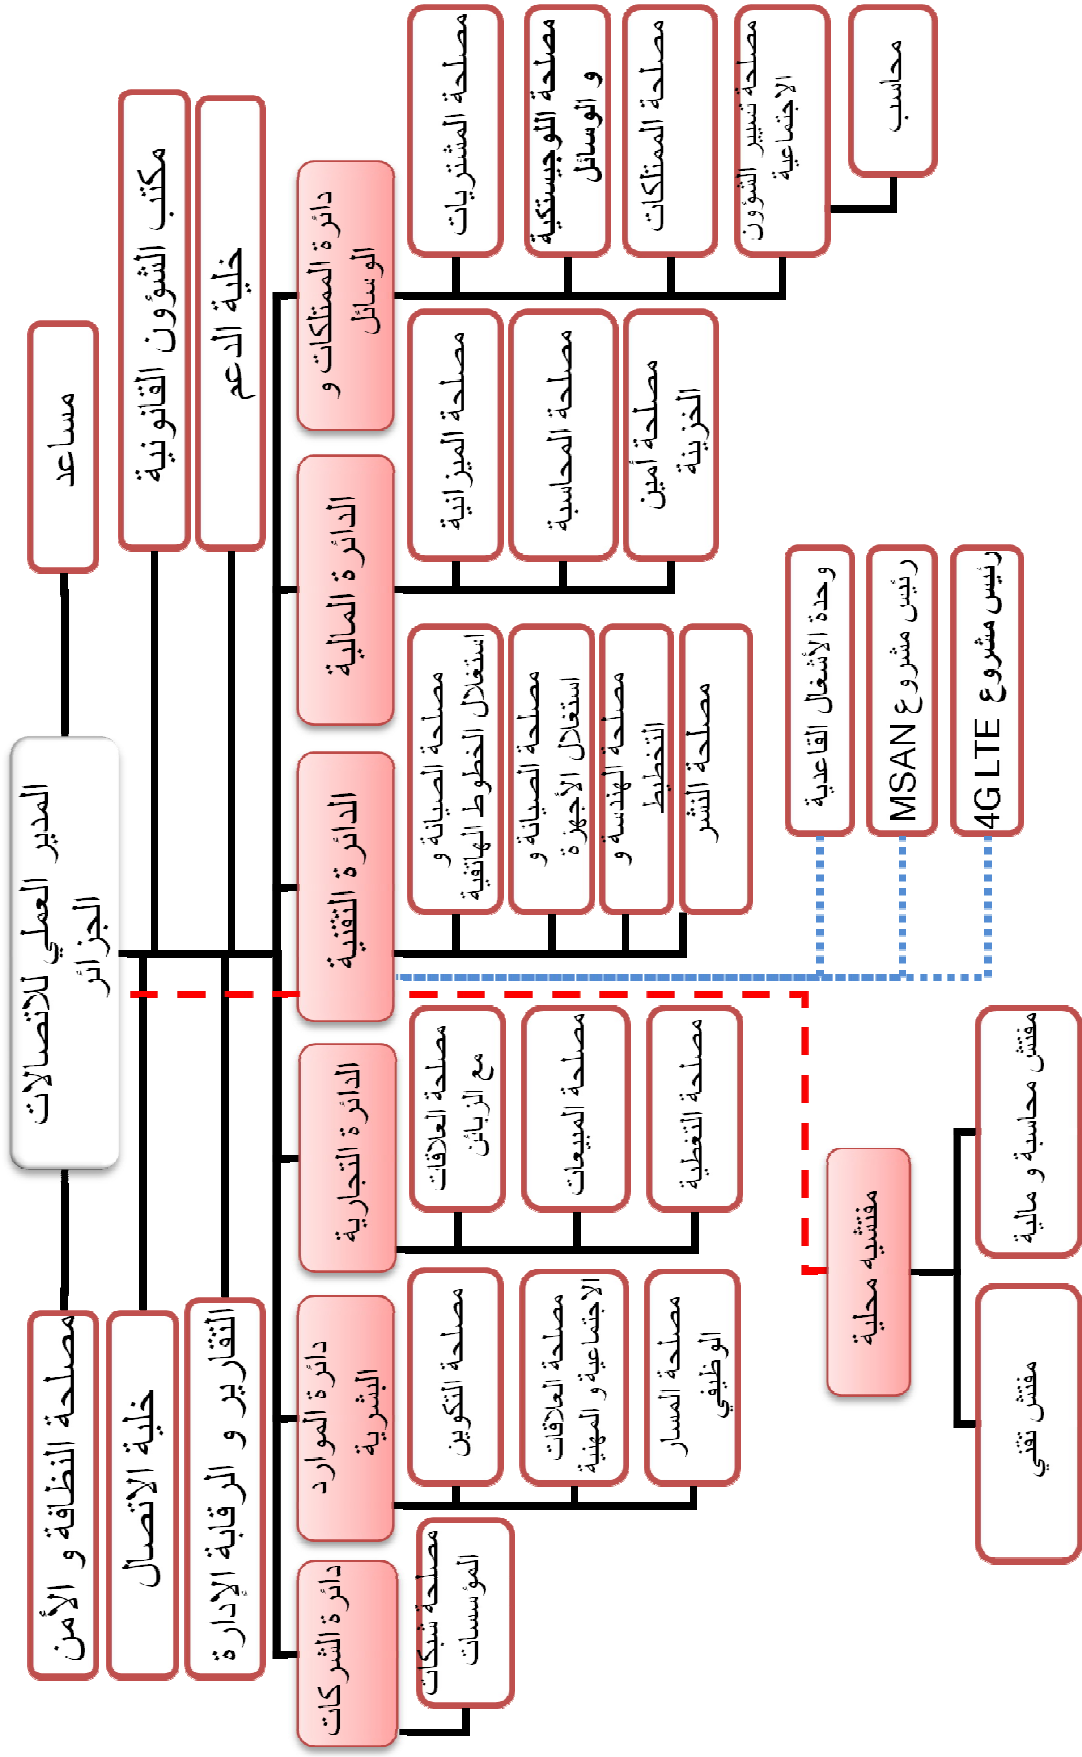 المدير العملي للاتصالات
الجزائر
مساعد
مصلحة النظافة و الأمن
مكتب الشؤون القانونية
خلية الاتصال
خلية الدعم
التقارير و الرقابة الإدارة
دائرة الممتلكات و
الوسائل
مصلحة المشتريات
مصلحة اللوجيستكية
و الوسائل
مصلحة الممتلكات
مصلحة تسيير الشؤون
الاجتماعية
محاسب
الدائرة المالية
مصلحة الميزانية
مصلحة المحاسبة
مصلحة أمين
الخزينة
الدائرة التقنية
مصلحة الصيانة و
استغلال الخطوط الهاتفية
مصلحة الصيانة و
استغلال الأجهزة
مصلحة الهندسة و
التخطيط
مصلحة النشر
وحدة الأشغال القاعدية
رئيس مشروع MSAN
رئيس مشروع 4G LTE
الدائرة التجارية
مصلحة العلاقات
مع الزبائن
مصلحة المبيعات
مصلحة التغطية
دائرة الموارد
البشرية
مصلحة التكوين
مصلحة العلاقات
الاجتماعية و المهنية
مصلحة المسار
الوظيفي
دائرة الشركات
مصلحة شبكات
المؤسسات
مفتشيه محلية
مفتش محاسبة و مالية
مفتش تقني